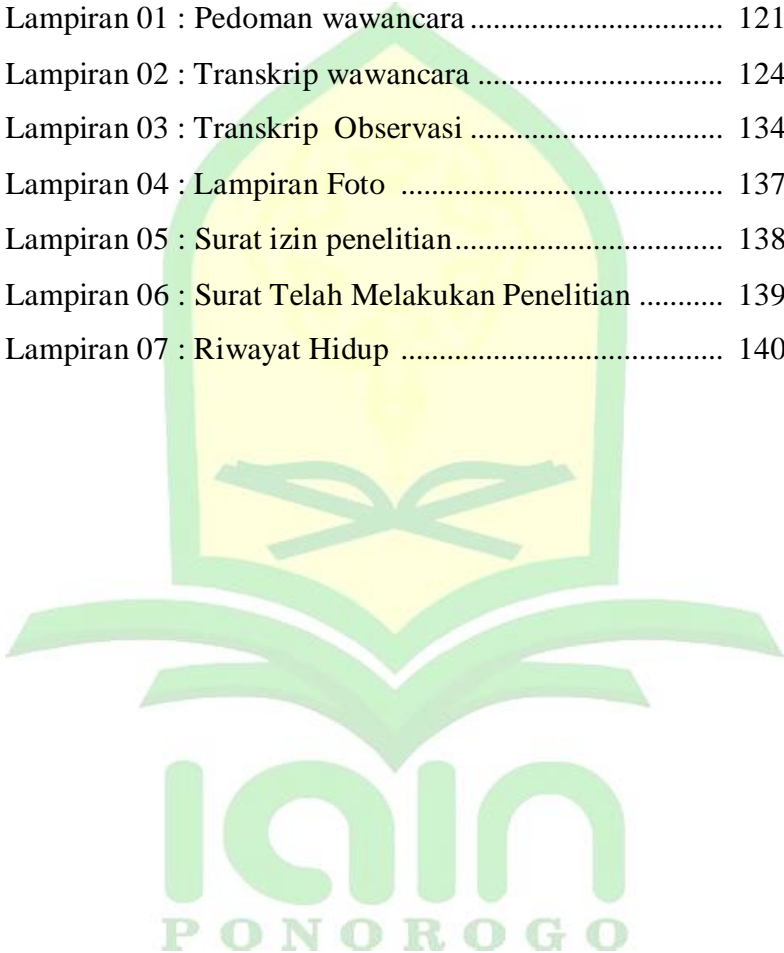 Lampiran 01 : Pedoman wawancara ............................. 121
Lampiran 02 : Transkrip wawancara ............................ 124
Lampiran 03 : Transkrip  Observasi ............................. 134
Lampiran 04 : Lampiran Foto  ..................................... 137
Lampiran 05 : Surat izin penelitian ............................... 138
Lampiran 06 : Surat Telah Melakukan Penelitian ........... 139
Lampiran 07 : Riwayat Hidup  ..................................... 140
IAIN
PONOROGO